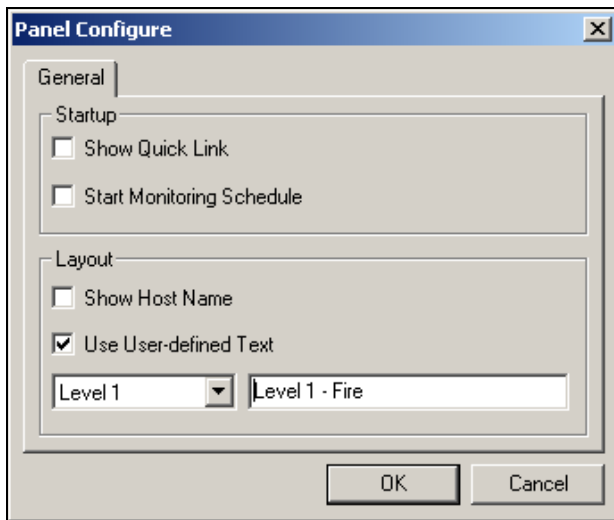 Panel Configure
General
Startup
Show Quick Link
Start Monitoring Schedule
Layout
Show Host Name
Use User-defined Text
Level 1
Level 1 - Fire
OK
Cancel